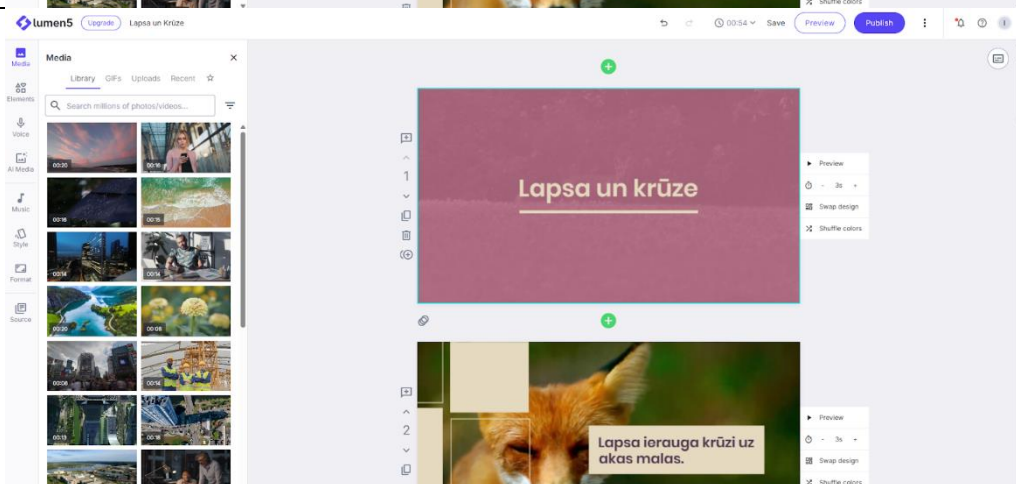 Shuffle colors
lumen5 Upgrade Lapsa un Krūze
00:54 Save Preview Publish
Media
Library GIFs Uploads Recent
Search millions of photos/videos...
Media
Elements
Voice
AI Media
Music
Style
Format
Source
00:20 00:16
00:16 00:15
00:14 00:14
00:20 00:08
00:08 00:14
00:13 00:18
1
Lapsa un krūze
Preview
- 3s +
Swap design
Shuffle colors
2
Lapsa ierauga krūzi uz
akas malas.
Preview
- 3s +
Swap design
Shuffle colors
I